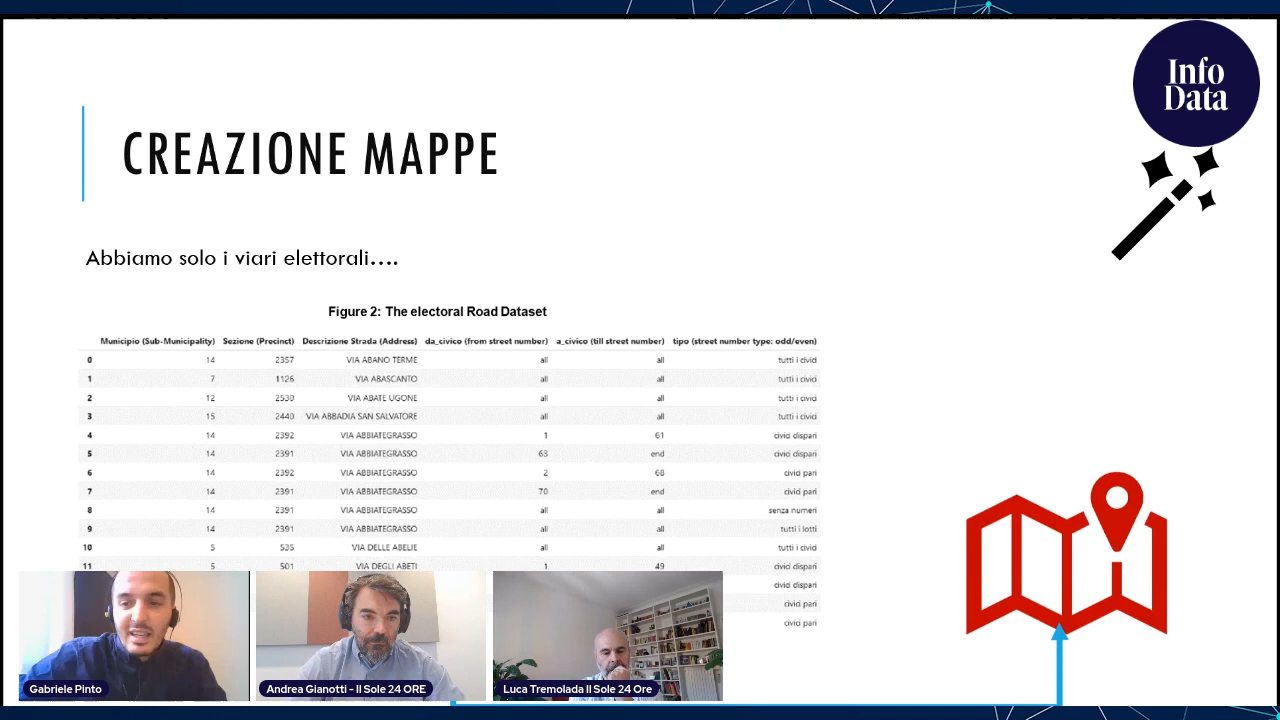 Info
Data
CREAZIONE MAPPE
Abbiamo solo i viari elettorali....
Figure 2: The electoral Road Dataset
Municipio (Sub-Municipality) Sezione (Precinct) Descrizione Strada (Address) da_civico (from street number) a_civico (till street number) tipo (street number type: odd/even)
0 14 2357 VIA ABANO TERME all all tutti i civici
1 7 1126 VIA ABASCANTO all all tutti i civici
2 12 2530 VIA ABATE UGONE all all tutti i civici
3 15 2440 VIA ABBADIA SAN SALVATORE all all tutti i civici
4 14 2392 VIA ABBIATEGRASSO 1 61 civici dispari
5 14 2391 VIA ABBIATEGRASSO 63 end civici dispari
6 14 2392 VIA ABBIATEGRASSO 2 68 civici pari
7 14 2391 VIA ABBIATEGRASSO 70 end civici pari
8 14 2391 VIA ABBIATEGRASSO all all senza numeri
9 14 2391 VIA ABBIATEGRASSO all all tutti i lotti
10 5 535 VIA DELLE ABELIE all all tutti i civici
11 5 501 VIA DEGLI ABETI 1 49 civici dispari
civici dispari
civici pari
civici pari
Gabriele Pinto
Andrea Gianotti - Il Sole 24 ORE
Luca Tremolada Il Sole 24 Ore